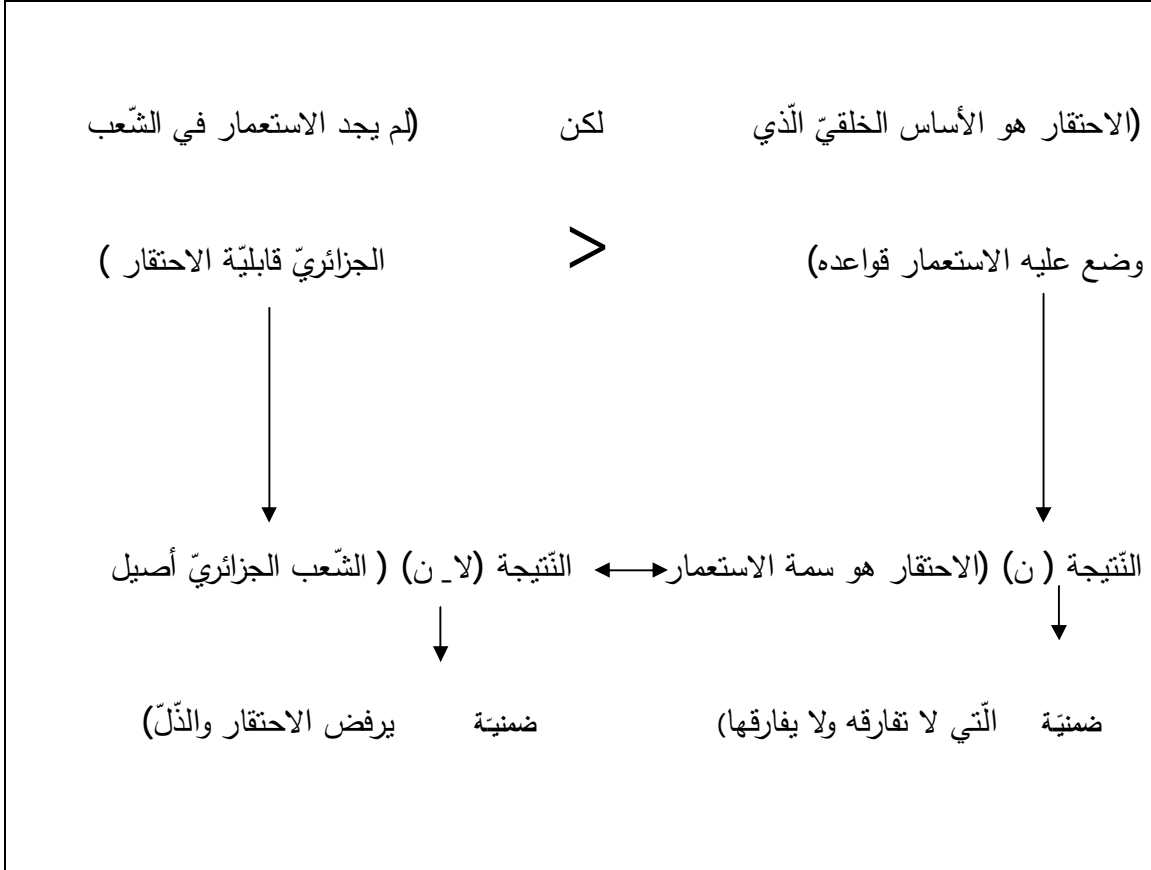 (الاحتقار هو الأساس الخلقيّ الّذي لكن (لم يجد الاستعمار في الشّعب
وضع عليه الاستعمار قواعده) > الجزائريّ قابليّة الاحتقار )
النّتيجة ( ن) (الاحتقار هو سمة الاستعمار النّتيجة (لا_ ن) ( الشّعب الجزائريّ أصيل
ضمنيّة الّتي لا تفارقه ولا يفارقها) ضمنيّة يرفض الاحتقار والذّلّ)